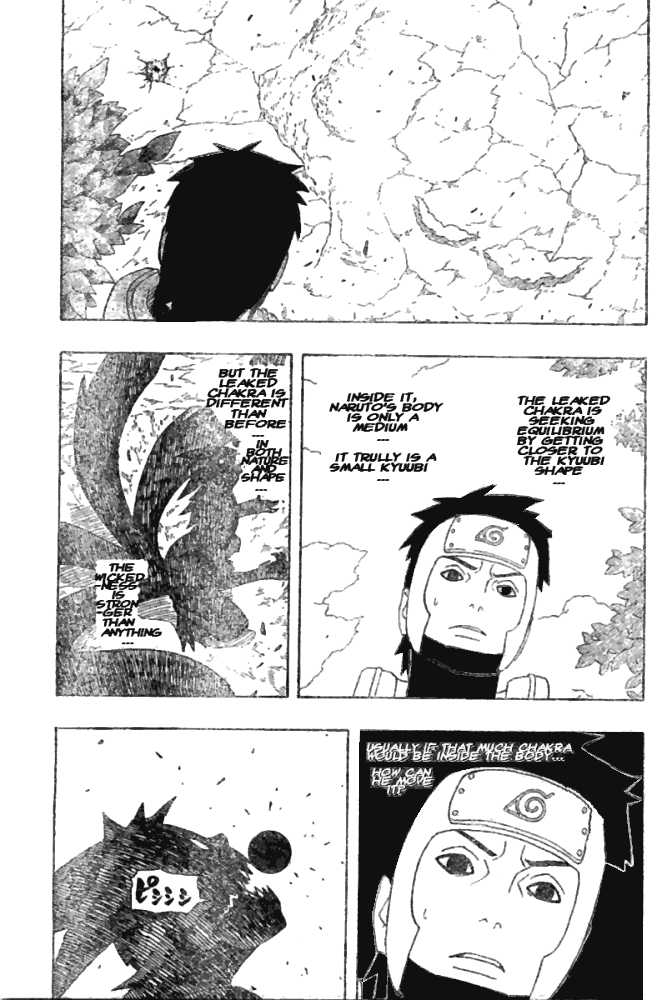 THE LEAKED
CHAKRA IS
SEEKING
EQUILIBRIUM
BY GETTING
CLOSER TO
THE KYUUBI
SHAPE
...
INSIDE IT,
NARUTO'S BODY
IS ONLY A
MEDIUM
...
IT TRULLY IS A
SMALL KYUUBI
...
BUT THE
LEAKED
CHAKRA IS
DIFFERENT
THAN
BEFORE
...
IN
BOTH
NATURE
AND
SHAPE
...
THE
WICKED
-NESS
IS
STRON
-GER
THAN
ANYTHING
...
USUALLY IF THAT MUCH CHAKRA
WOULD BE INSIDE THE BODY...
HOW CAN
HE MOVE
IT?
ピシシシ